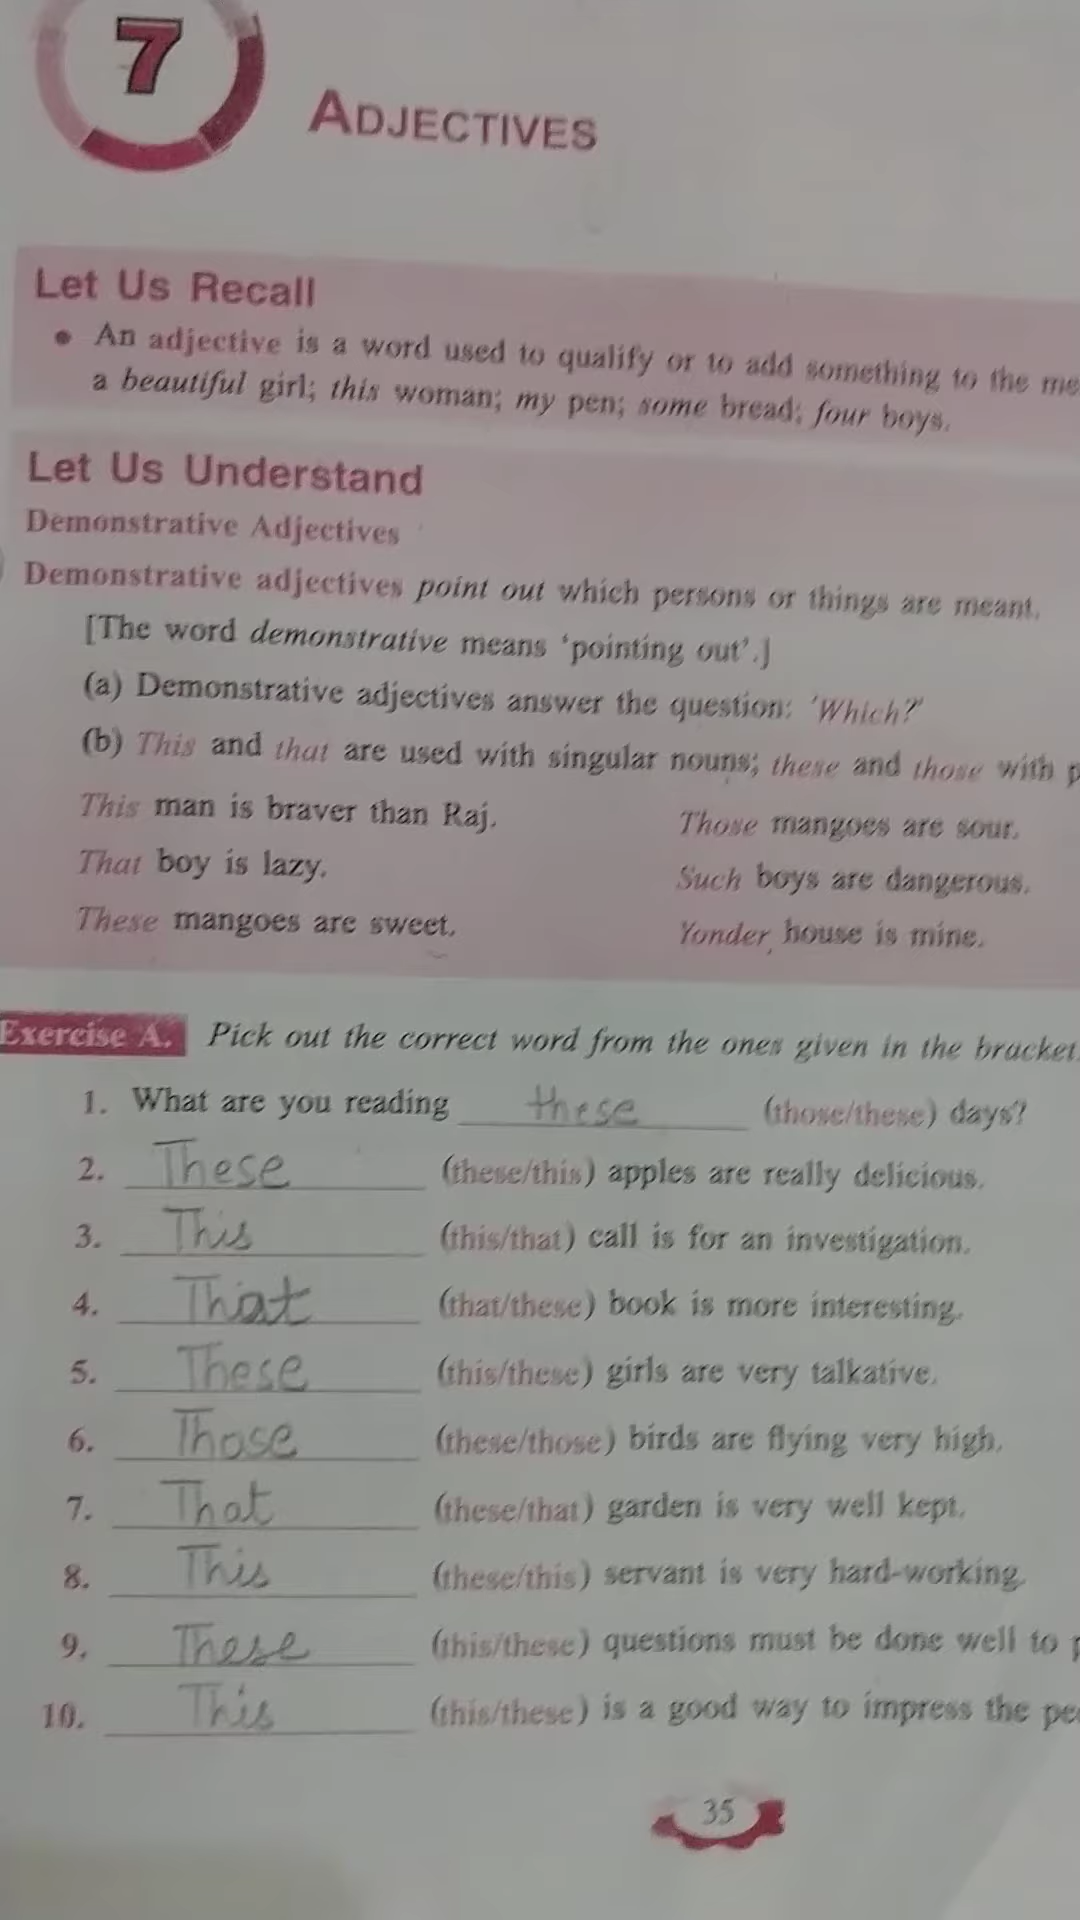 7
ADJECTIVES
Let Us Recall
• An adjective is a word used to qualify or to add something to the
a beautiful girl; this woman; my pen; some bread; four boys.
Let Us Understand
Demonstrative Adjectives
Demonstrative adjectives point out which persons or things are meant.
[The word demonstrative means ‘pointing out’.]
(a) Demonstrative adjectives answer the question: ‘Which?’
(b) This and that are used with singular nouns; these and those with
This man is braver than Raj. Those mangoes are sour.
That boy is lazy. Such boys are dangerous.
These mangoes are sweet. Yonder house is mine.
Exercise A. Pick out the correct word from the ones given in the bracket
1. What are you reading these (those/these) days?
2. These (these/this) apples are really delicious.
3. This (this/that) call is for an investigation.
4. That (that/these) book is more interesting.
5. These (this/these) girls are very talkative.
6. Those (these/those) birds are flying very high.
7. That (these/that) garden is very well kept.
8. This (these/this) servant is very hard-working.
9. These (this/these) questions must be done well to
10. This (this/these) is a good way to impress the
35